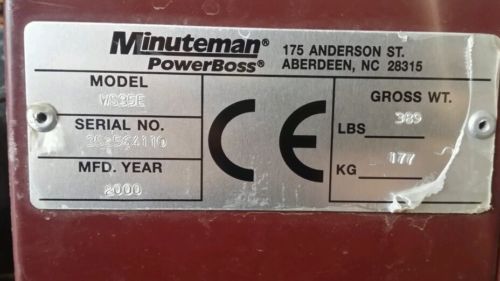 Minuteman®
PowerBoss®
175 ANDERSON ST.
ABERDEEN, NC 28315
MODEL
SERIAL NO.
MFD. YEAR
2000
CE
GROSS WT.
LBS 389
KG 177